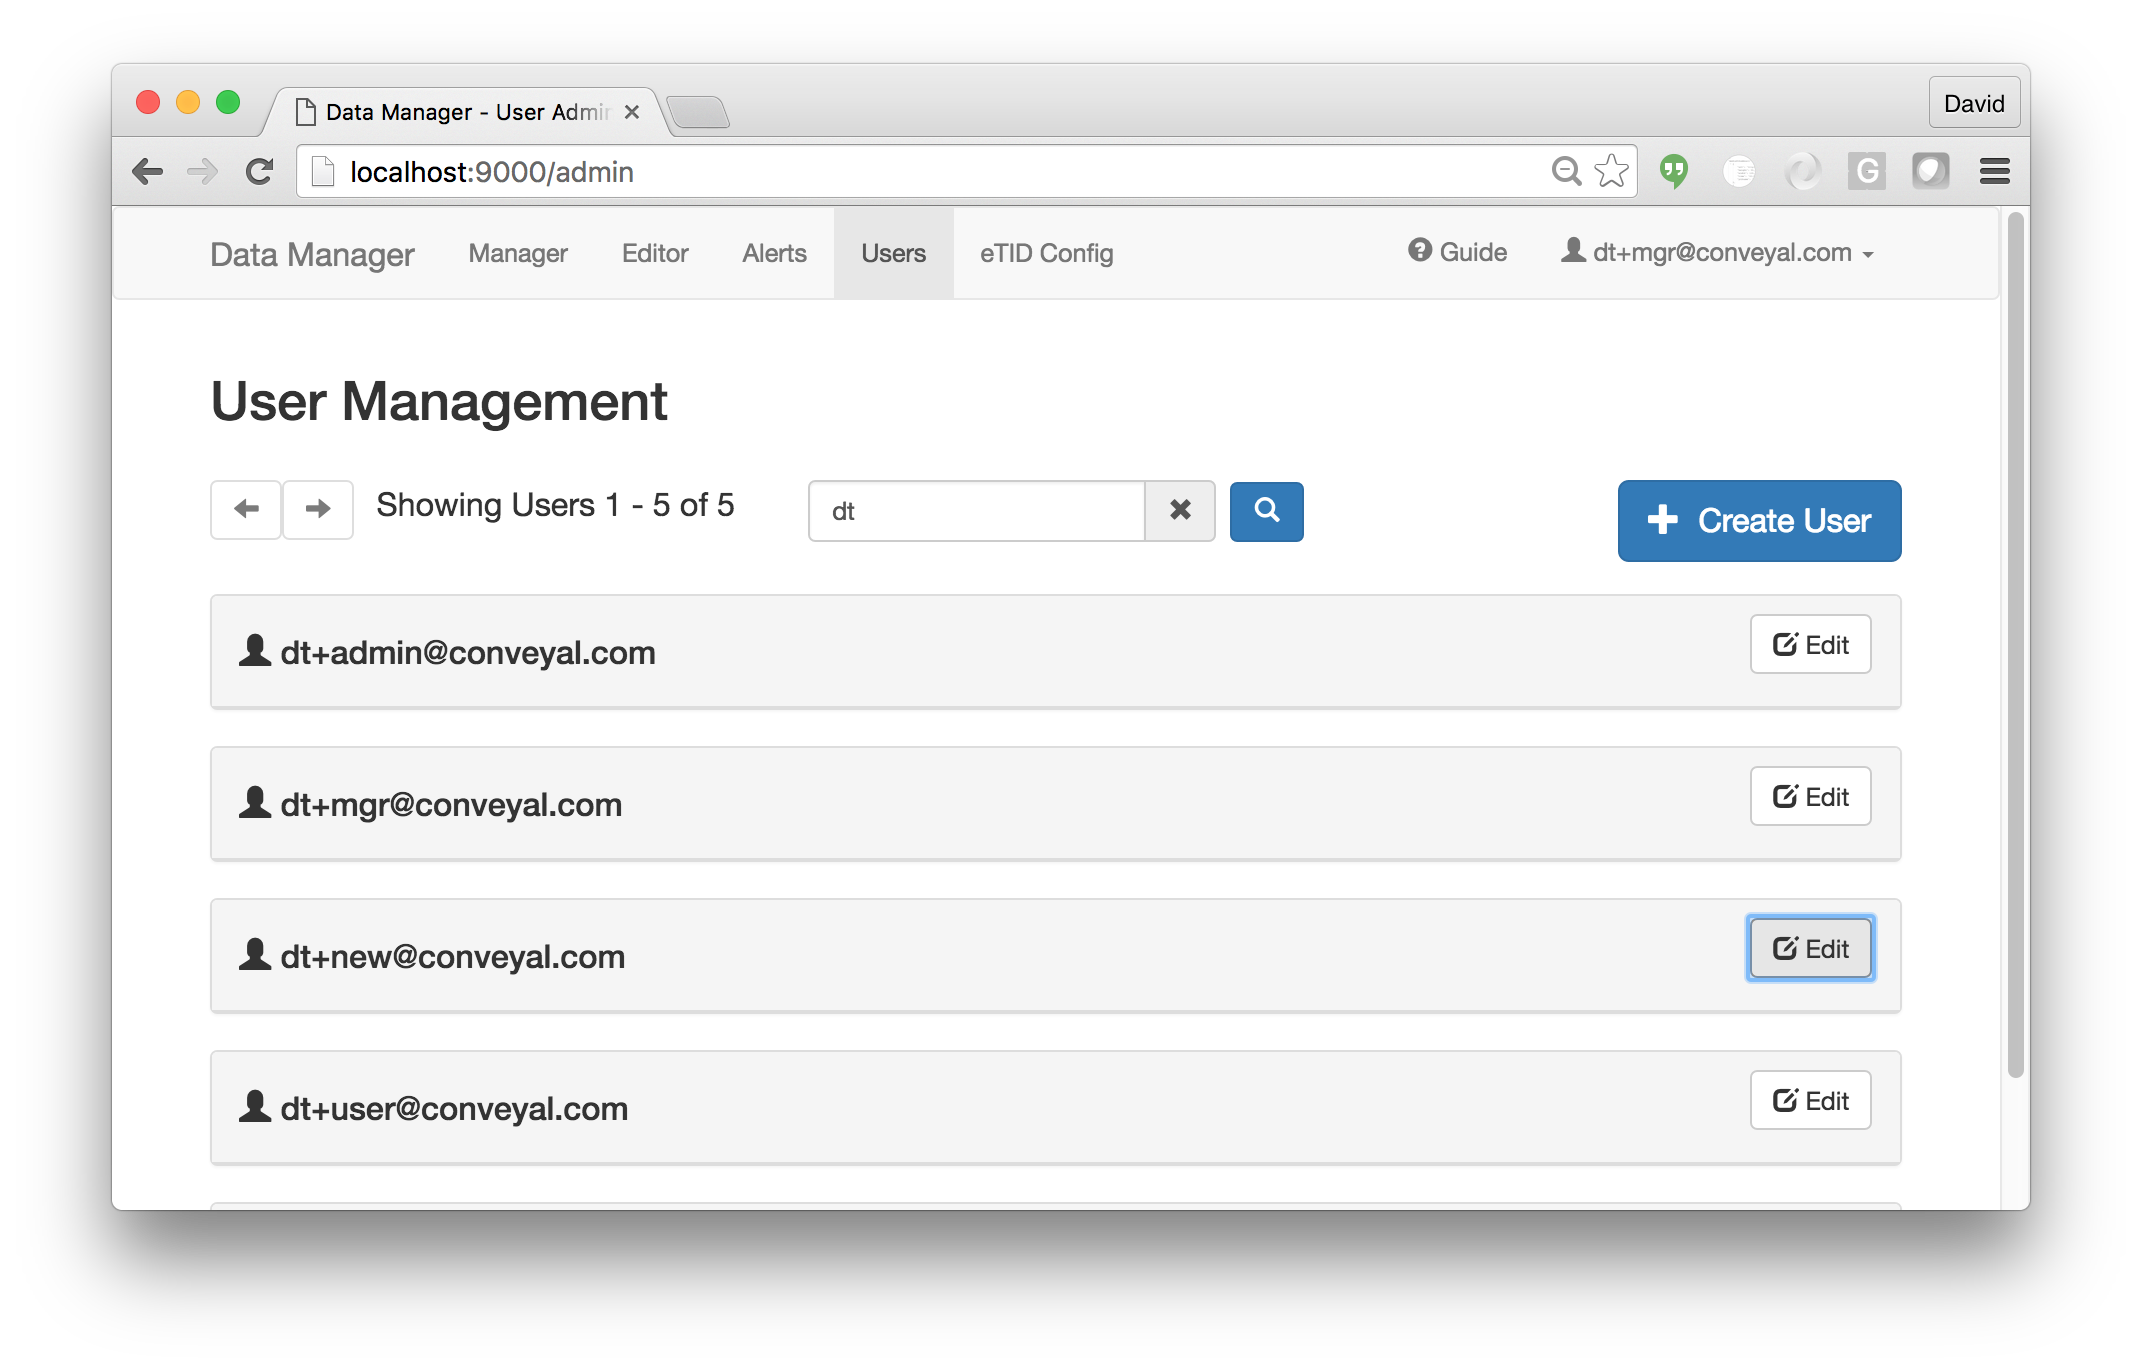 Data Manager - User Admin
David
localhost:9000/admin
G
Data Manager Manager Editor Alerts Users eTID Config Guide dt+mgr@conveyal.com
User Management
Showing Users 1 - 5 of 5 dt Create User
dt+admin@conveyal.com Edit
dt+mgr@conveyal.com Edit
dt+new@conveyal.com Edit
dt+user@conveyal.com Edit